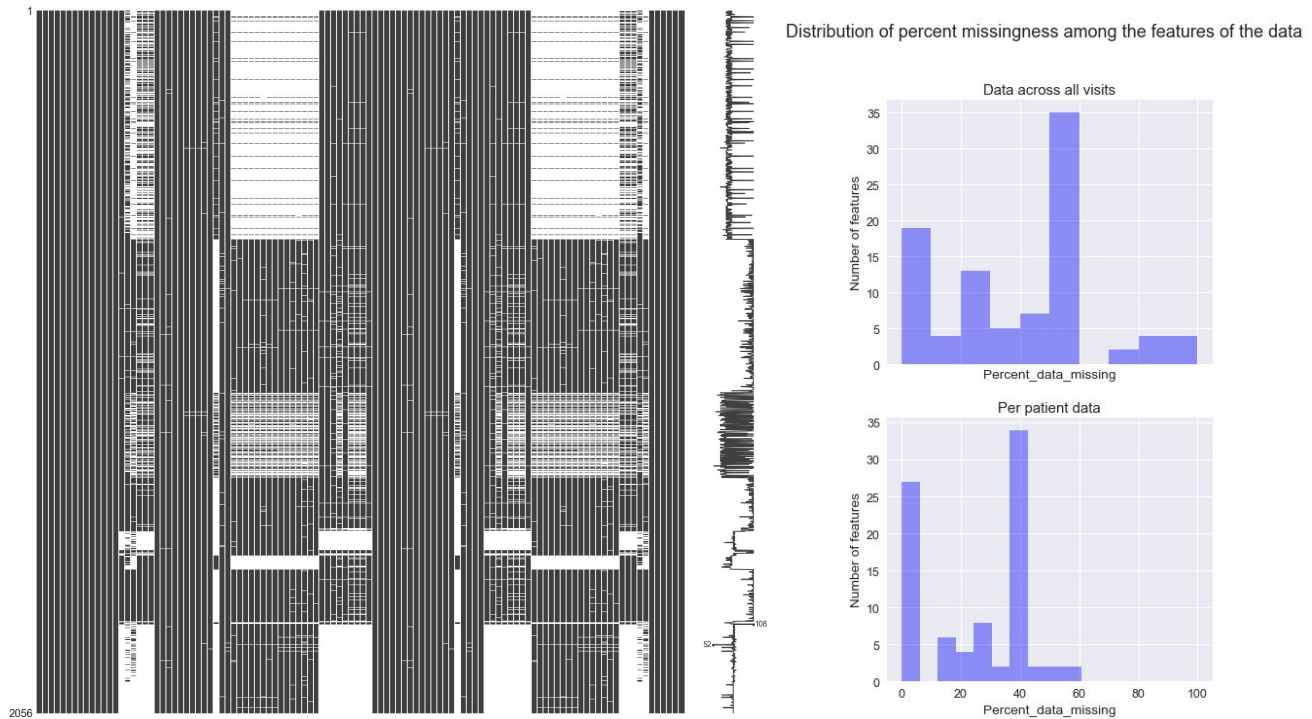 1
2056
108
52
Distribution of percent missingness among the features of the data
Data across all visits
35
30
25
20
15
10
5
0
Number of features
Percent_data_missing
Per patient data
35
30
25
20
15
10
5
0
Number of features
0 20 40 60 80 100
Percent_data_missing